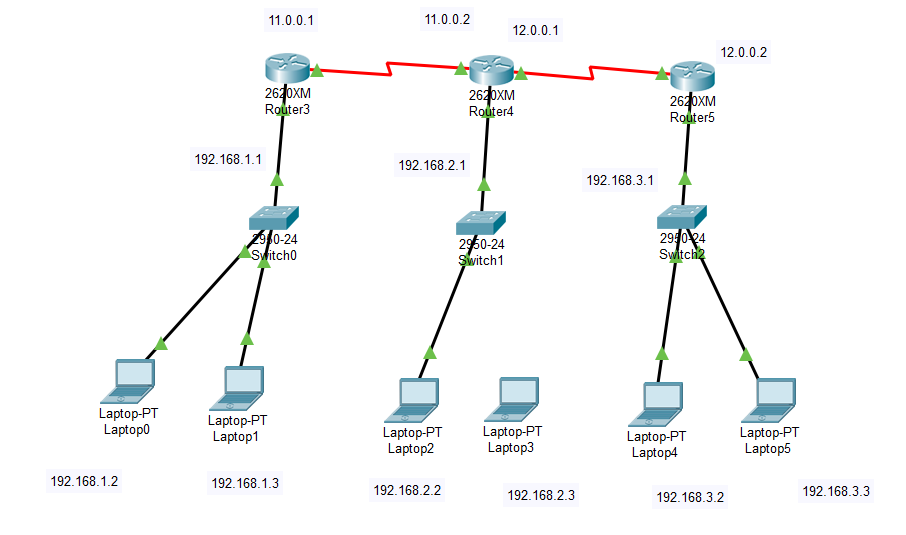 11.0.0.1
11.0.0.2
12.0.0.1
12.0.0.2
2620XM
Router3
2620XM
Router4
2620XM
Router5
192.168.1.1
192.168.2.1
192.168.3.1
2950-24
Switch0
2950-24
Switch1
2950-24
Switch2
Laptop-PT
Laptop0
Laptop-PT
Laptop1
Laptop-PT
Laptop2
Laptop-PT
Laptop3
Laptop-PT
Laptop4
Laptop-PT
Laptop5
192.168.1.2
192.168.1.3
192.168.2.2
192.168.2.3
192.168.3.2
192.168.3.3